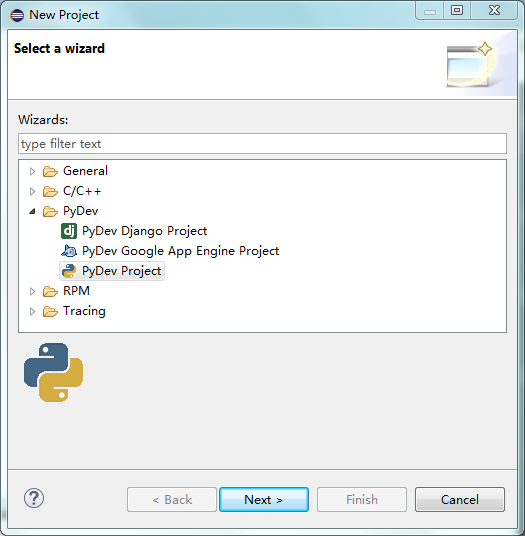 New Project
Select a wizard
Wizards:
type filter text
General
C/C++
PyDev
dj PyDev Django Project
PyDev Google App Engine Project
PyDev Project
RPM
Tracing
? < Back Next > Finish Cancel